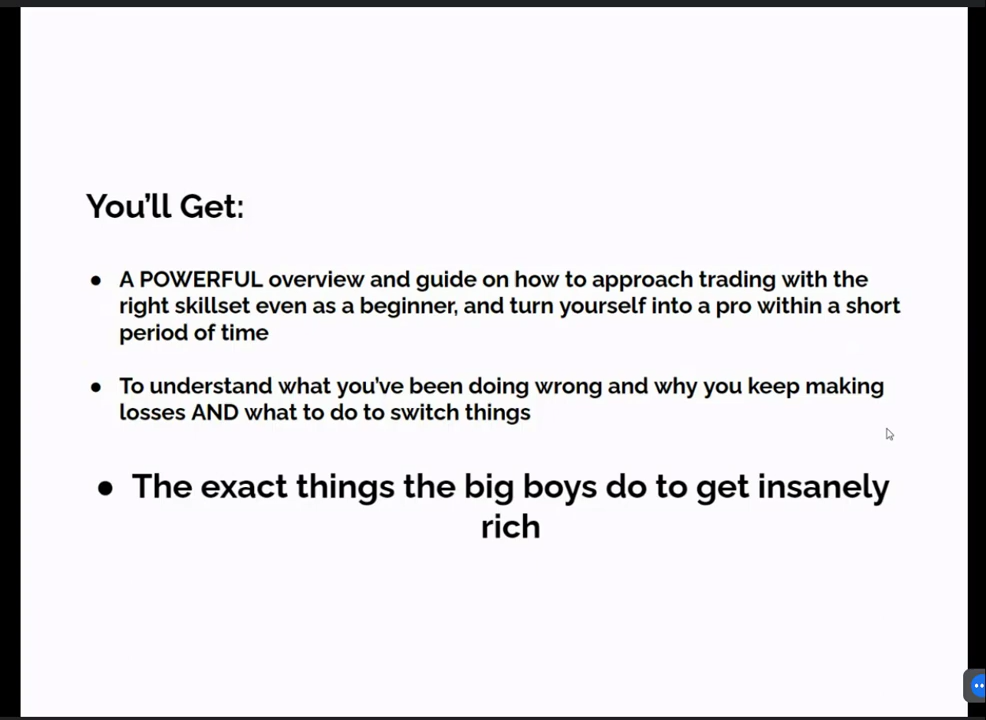 You'll Get:
● A POWERFUL overview and guide on how to approach trading with the
right skillset even as a beginner, and turn yourself into a pro within a short
period of time
● To understand what you've been doing wrong and why you keep making
losses AND what to do to switch things
● The exact things the big boys do to get insanely
rich